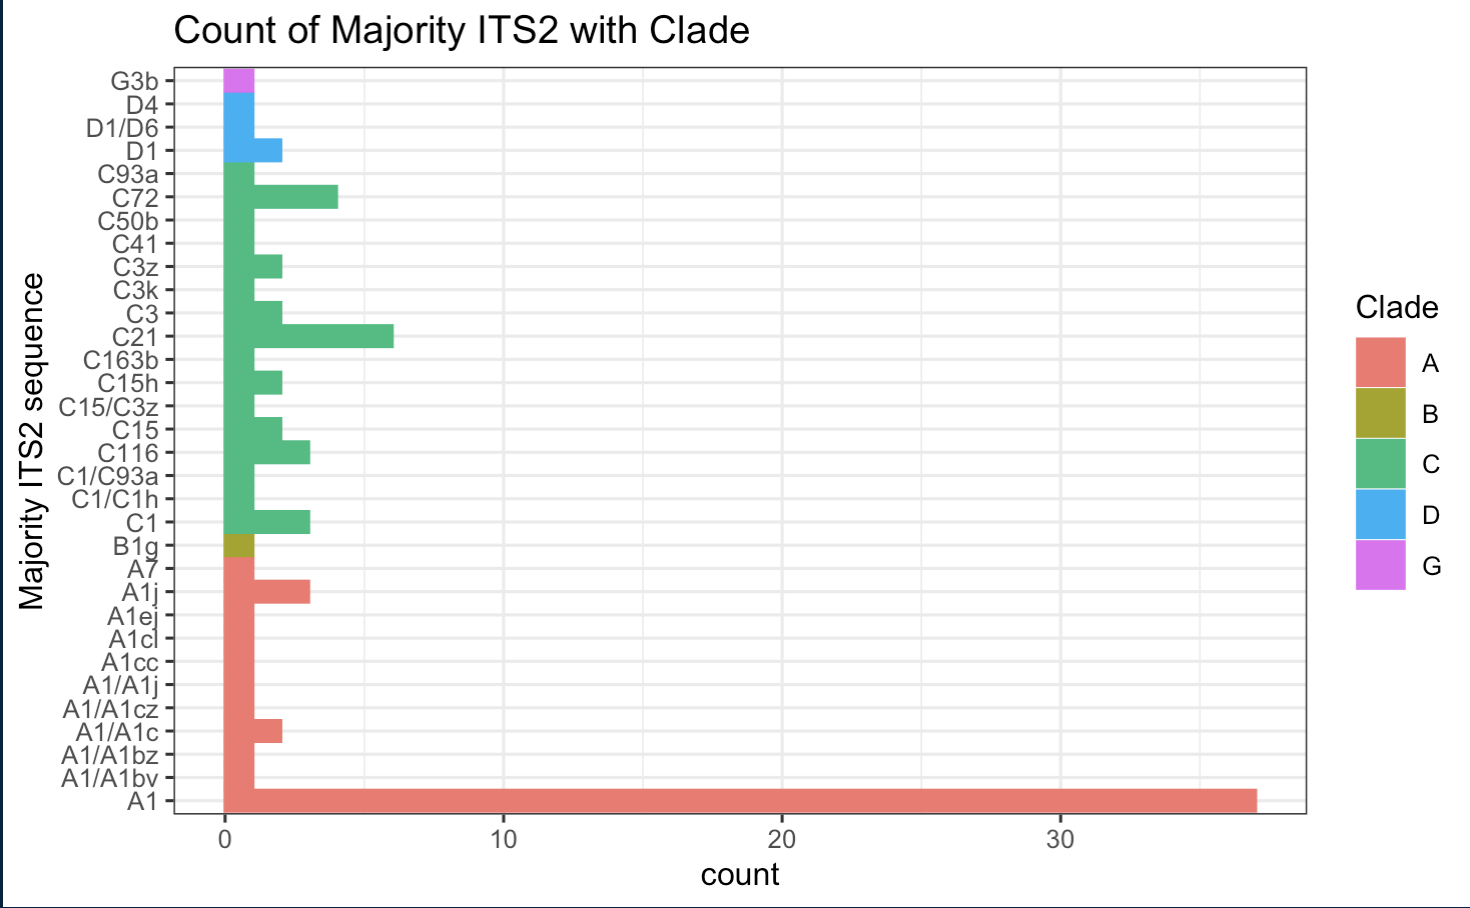 Count of Majority ITS2 with Clade
G3b
D4
D1/D6
D1
C93a
C72
C50b
C41
C3z
C3k
C3
C21
C163b
C15h
C15/C3z
C15
C116
C1/C93a
C1/C1h
C1
B1g
A7
A1j
A1ej
A1cl
A1cc
A1/A1j
A1/A1cz
A1/A1c
A1/A1bz
A1/A1bv
A1
Majority ITS2 sequence
0 10 20 30
count
Clade
A
B
C
D
G